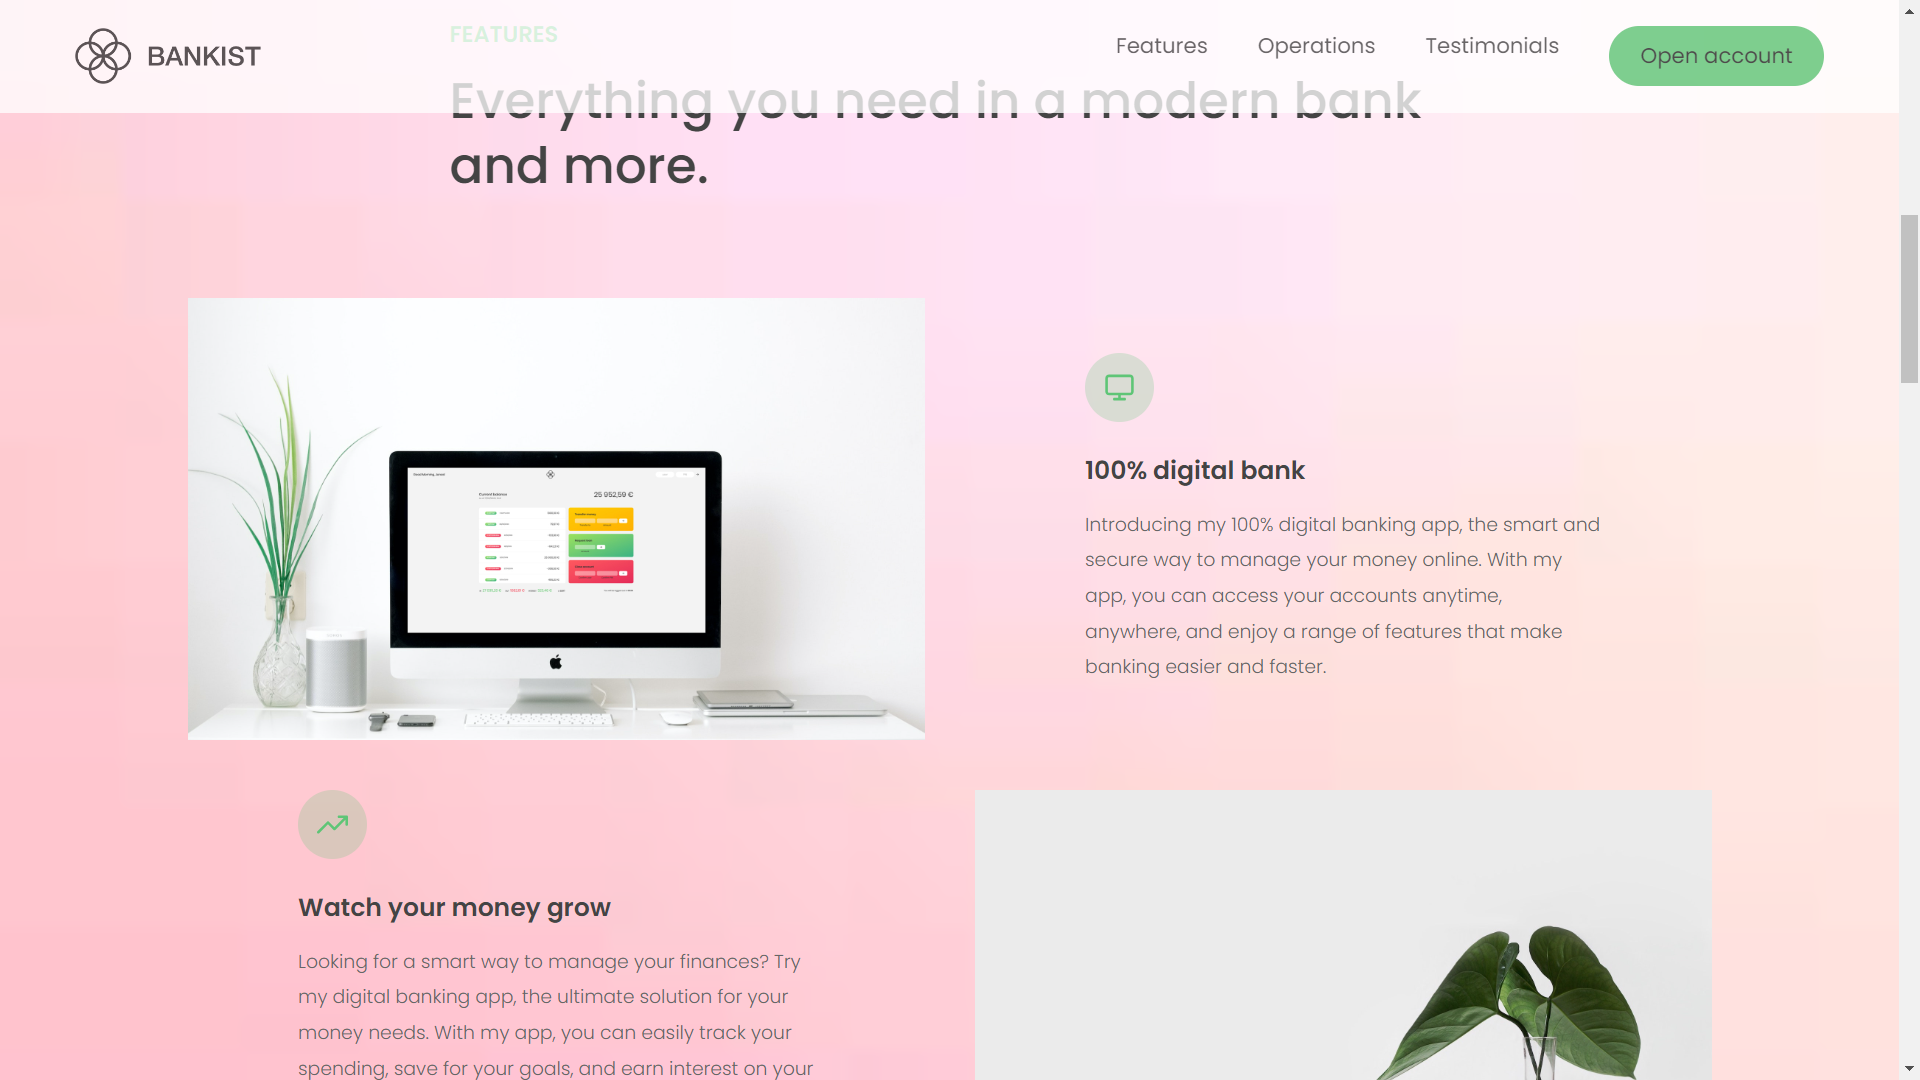 BANKIST
Features
Operations
Testimonials
Open account
FEATURES
Everything you need in a modern bank
and more.
Current balance
25 952,59 €
100% digital bank
Introducing my 100% digital banking app, the smart and
secure way to manage your money online. With my
app, you can access your accounts anytime,
anywhere, and enjoy a range of features that make
banking easier and faster.
Watch your money grow
Looking for a smart way to manage your finances? Try
my digital banking app, the ultimate solution for your
money needs. With my app, you can easily track your
spending, save for your goals, and earn interest on your